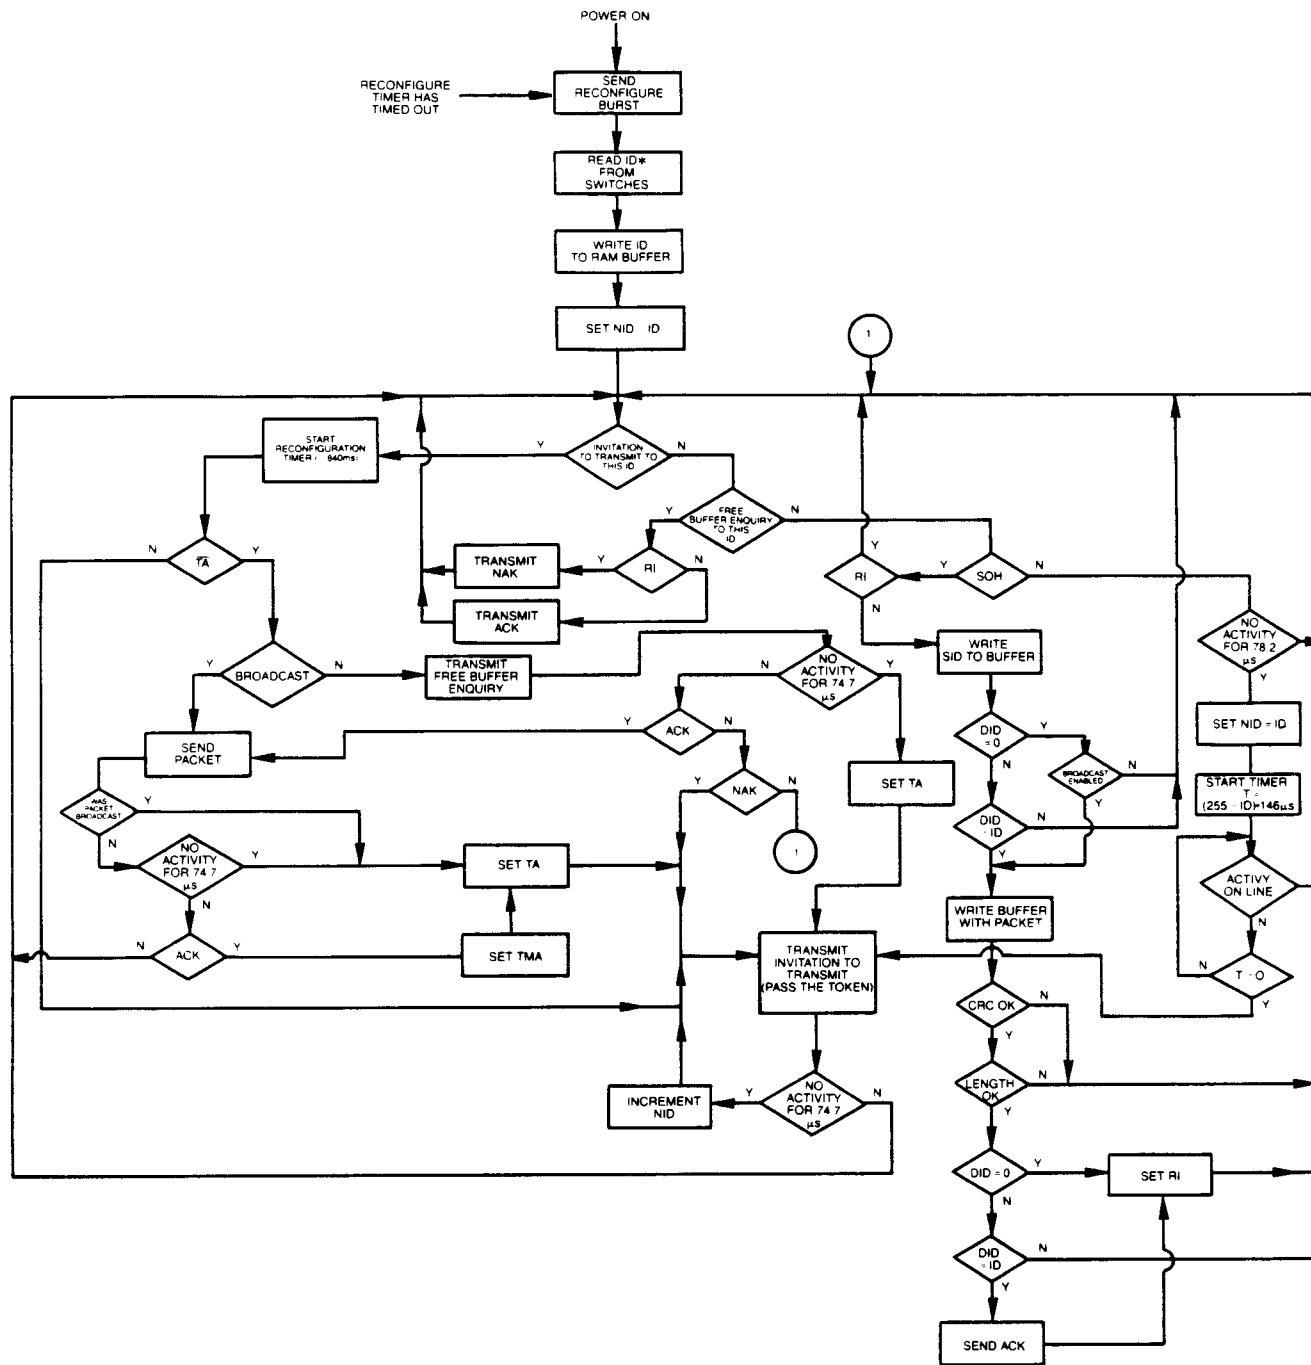 POWER ON
RECONFIGURE
TIMER HAS
TIMED OUT
SEND
RECONFIGURE
BURST
READ ID*
FROM
SWITCHES
WRITE ID
TO RAM BUFFER
SET NID ID
1
START
RECONFIGURATION
TIMER ( 840ms)
Y
INVITATION
TO TRANSMIT TO
THIS ID
N
Y
FREE
BUFFER ENQUIRY
TO THIS
ID
N
N
TA
Y
TRANSMIT
NAK
Y
RI
N
TRANSMIT
ACK
Y
RI
N
Y
SOH
N
NO
ACTIVITY
FOR 78.2
µS
Y
WRITE
SID TO BUFFER
Y
BROADCAST
N
TRANSMIT
FREE BUFFER
ENQUIRY
N
NO
ACTIVITY
FOR 74 7
µS
Y
SEND
PACKET
Y
ACK
N
DID
= 0
Y
N
BROADCAST
ENABLED
N
Y
SET NID = ID
START TIMER
T =
(255 - ID)*146µS
WAS
PACKET
BROADCAST
Y
N
NO
ACTIVITY
FOR 74 7
µS
Y
N
SET TA
Y
NAK
N
1
SET TA
DID
- ID
N
Y
ACTIVY
ON LINE
N
WRITE BUFFER
WITH PACKET
N
ACK
Y
SET TMA
TRANSMIT
INVITATION TO
TRANSMIT
(PASS THE TOKEN)
N
T - O
Y
CRC OK
N
Y
INCREMENT
NID
Y
NO
ACTIVITY
FOR 74 7
µS
N
LENGTH
OK
N
Y
DID = 0
Y
N
SET RI
DID
= ID
N
Y
SEND ACK